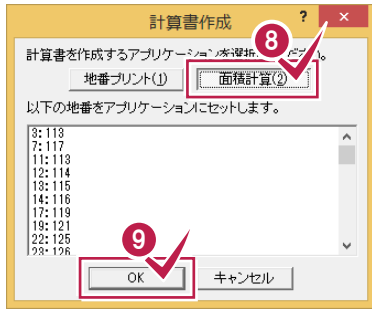 計算書作成 ? ×
計算書を作成するアプリケーションを選択
い。
8
地番プリント(1) 面積計算(2)
以下の地番をアプリケーションにセットします。
3: 113
7: 117
11: 113
12: 114
13: 115
14: 116
17: 119
19: 121
22: 125
23: 126
9
OK キャンセル